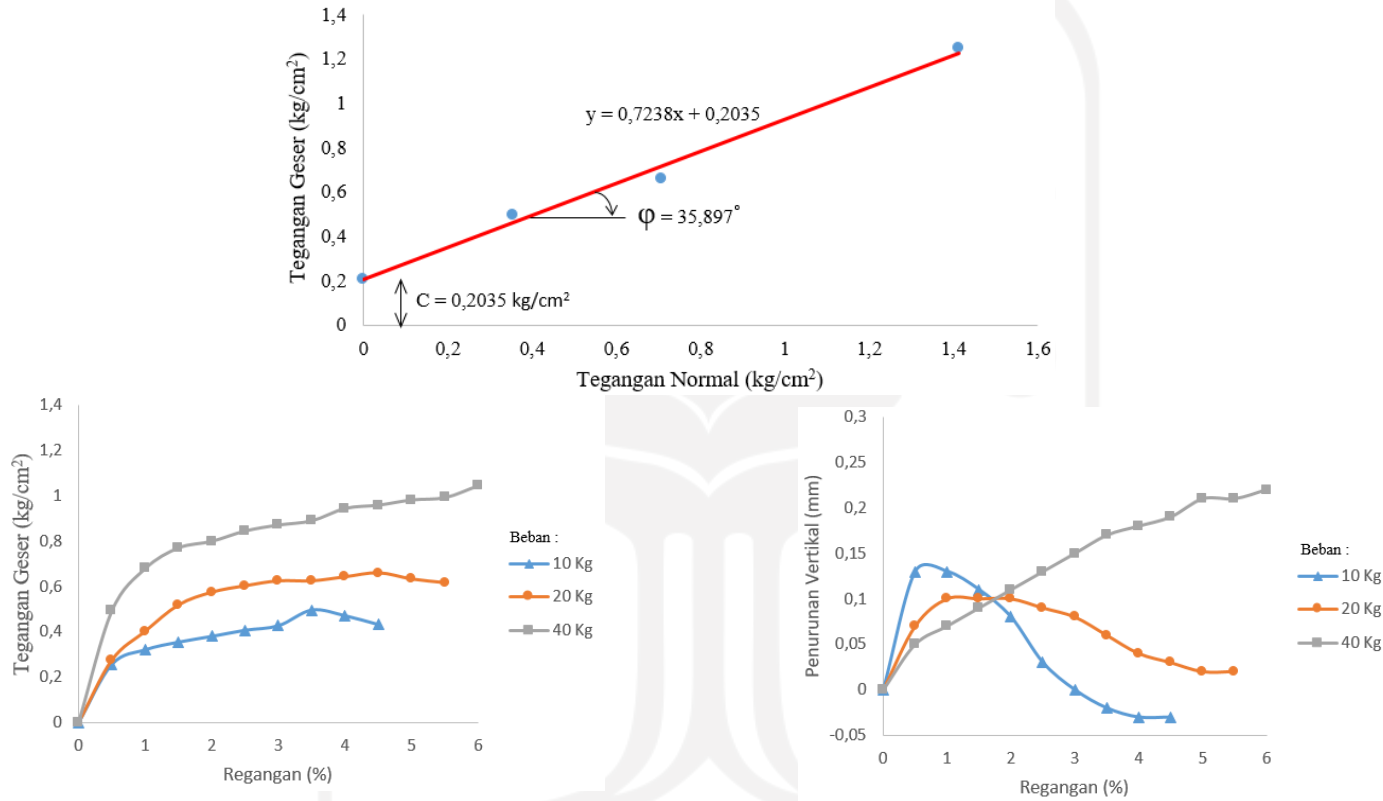 1,4
1,2
1
0,8
0,6
0,4
0,2
0
Tegangan Geser (kg/cm²)
y = 0,7238x + 0,2035
φ = 35,897°
C = 0,2035 kg/cm²
0 0,2 0,4 0,6 0,8 1 1,2 1,4 1,6
Tegangan Normal (kg/cm²)
1,4
1,2
1
0,8
0,6
0,4
0,2
0
Tegangan Geser (kg/cm²)
0 1 2 3 4 5 6
Regangan (%)
Beban :
10 Kg
20 Kg
40 Kg
0,3
0,25
0,2
0,15
0,1
0,05
0
-0,05
Penurunan Vertikal (mm)
0 1 2 3 4 5 6
Regangan (%)
Beban :
10 Kg
20 Kg
40 Kg